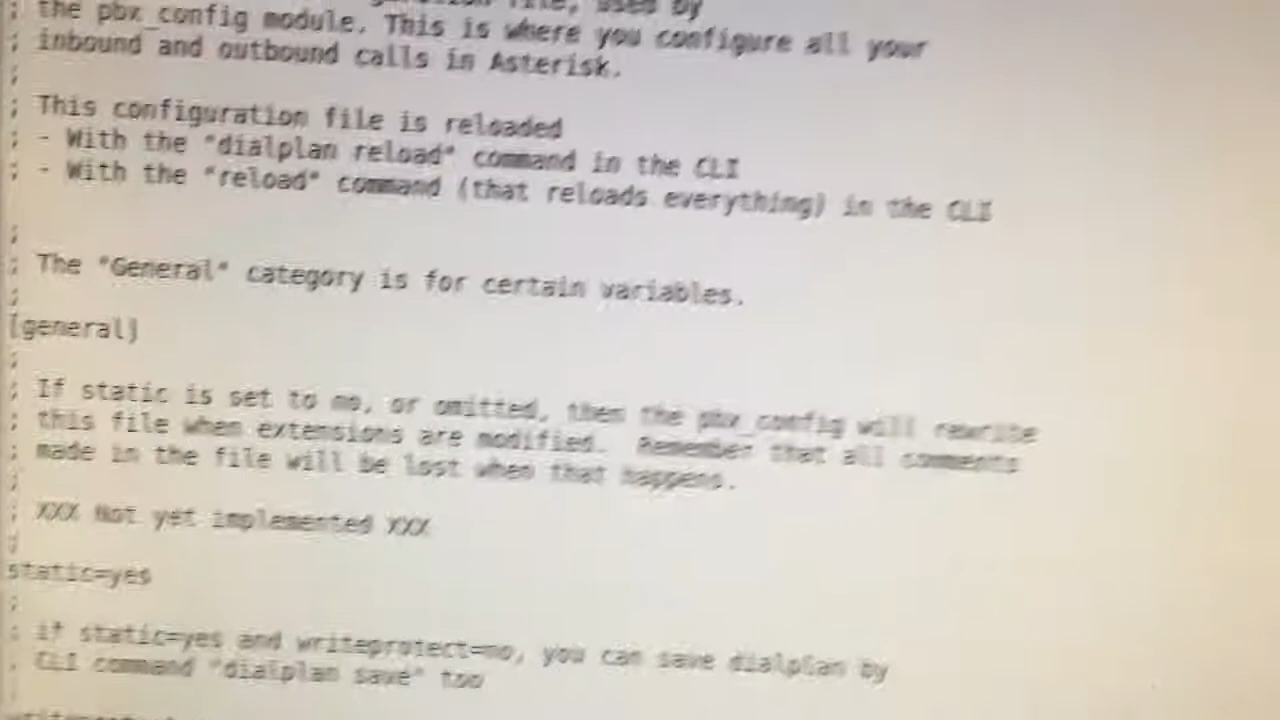 file, used by
; the pbx_config module. This is where you configure all your
; inbound and outbound calls in Asterisk.
;
; This configuration file is reloaded
; - With the "dialplan reload" command in the CLI
; - With the "reload" command (that reloads everything) in the CLI
;
; The "General" category is for certain variables.
;
[general]
;
; If static is set to no, or omitted, then the pbx_config will rewrite
; this file when extensions are modified. Remember that all comments
; made in the file will be lost when that happens.
;
; XXX Not yet implemented XXX
;
static=yes
;
; if static=yes and writeprotect=no, you can save dialplan by
; CLI command "dialplan save" too